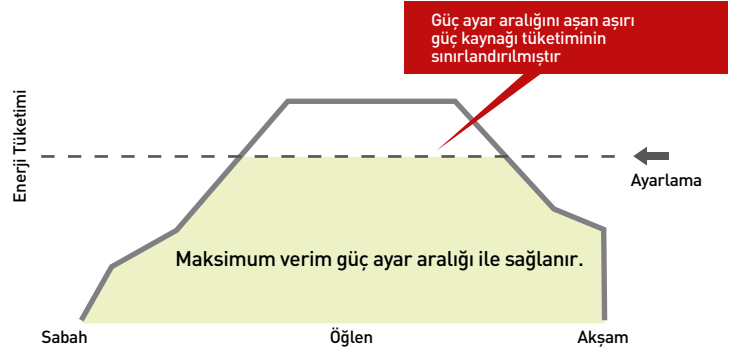 Güç ayar aralığını aşan aşırı
güç kaynağı tüketiminin
sınırlandırılmıştır
Enerji Tüketimi
Ayarlama
Maksimum verim güç ayar aralığı ile sağlanır.
Sabah
Öğlen
Akşam